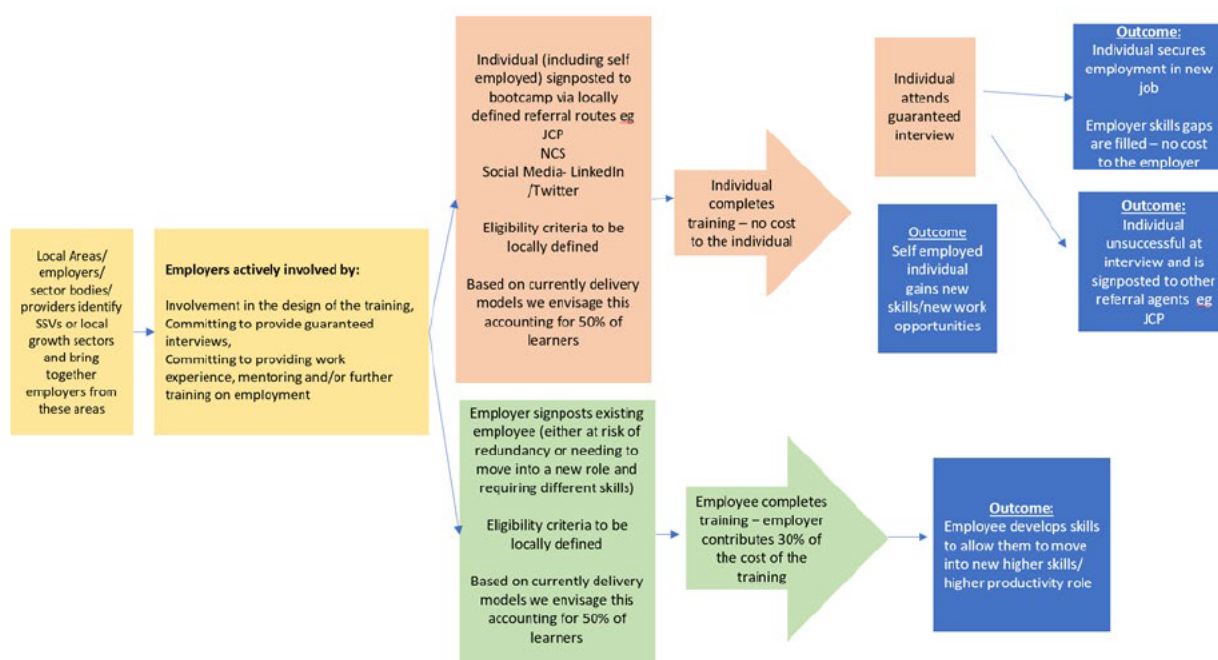 Local Areas/
employers/
sector bodies/
providers identify
SSVs or local
growth sectors
and bring
together
employers from
these areas
Employers actively involved by:
Involvement in the design of the training,
Committing to provide guaranteed
interviews,
Committing to providing work
experience, mentoring and/or further
training on employment
Individual (including self
employed) signposted to
bootcamp via locally
defined referral routes eg
JCP
NCS
Social Media- LinkedIn
/Twitter
Eligibility criteria to be
locally defined
Based on currently delivery
models we envisage this
accounting for 50% of
learners
Individual
completes
training – no cost
to the individual
Individual
attends
guaranteed
interview
Outcome
Self employed
individual
gains new
skills/new work
opportunities
Outcome:
Individual secures
employment in new
job
Employer skills gaps
are filled – no cost
to the employer
Outcome:
Individual
unsuccessful at
interview and is
signposted to other
referral agents eg
JCP
Employer signposts existing
employee (either at risk of
redundancy or needing to
move into a new role and
requiring different skills)
Eligibility criteria to be
locally defined
Based on currently delivery
models we envisage this
accounting for 50% of
learners
Employee completes
training – employer
contributes 30% of
the cost of the
training
Outcome:
Employee develops skills
to allow them to move
into new higher skills/
higher productivity role